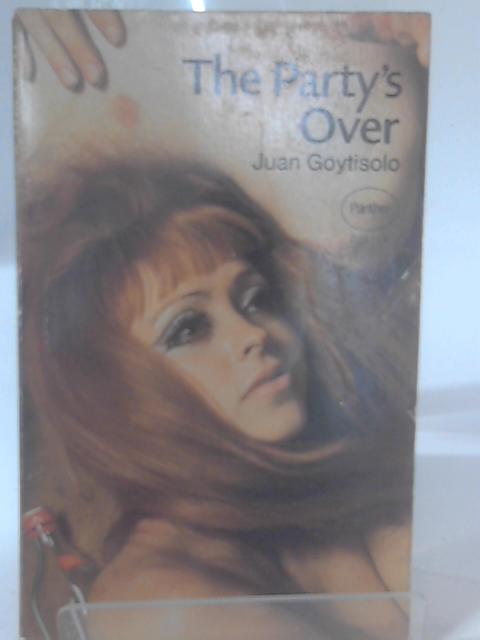 The Party's
Over
Juan Goytisolo
Panther